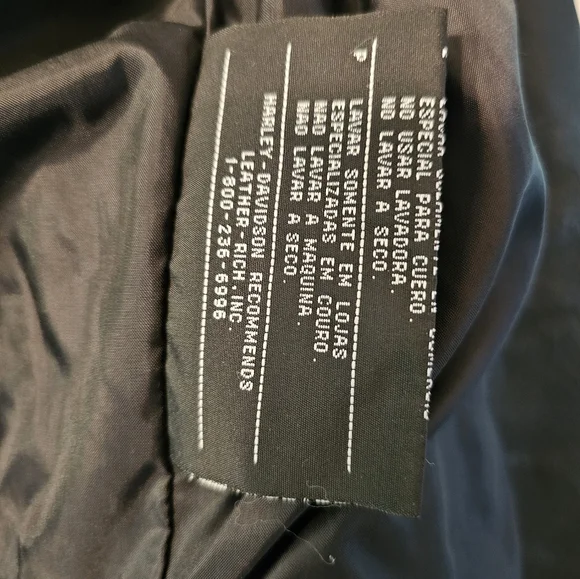 ESPECIAL PARA CUERO.
NO USAR LAVADORA.
NO LAVAR A SECO.
P
LAVAR SOMENTE EM LOJAS
ESPECIALIZADAS EM COURO.
NÃO LAVAR A MAQUINA.
NÃO LAVAR A SECO.
HARLEY-DAVIDSON RECOMMENDS
LEATHER-RICH, INC.
1-800-236-6996